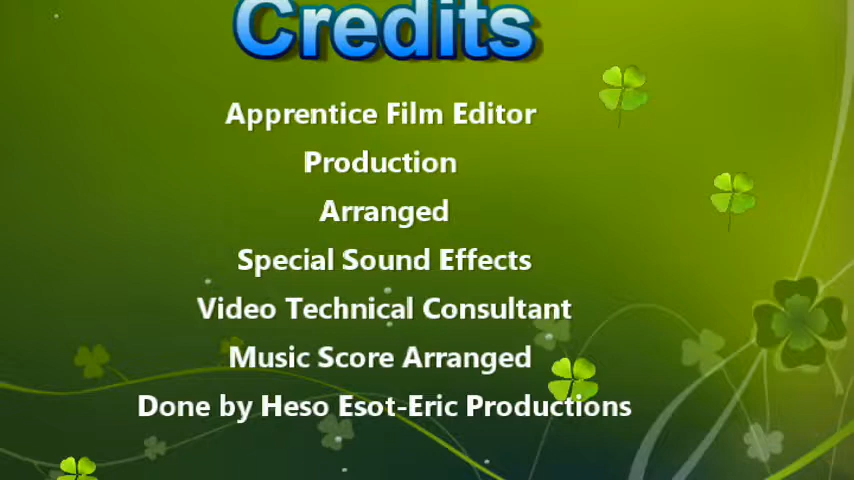 Credits
Apprentice Film Editor
Production
Arranged
Special Sound Effects
Video Technical Consultant
Music Score Arranged
Done by Heso Esot-Eric Productions